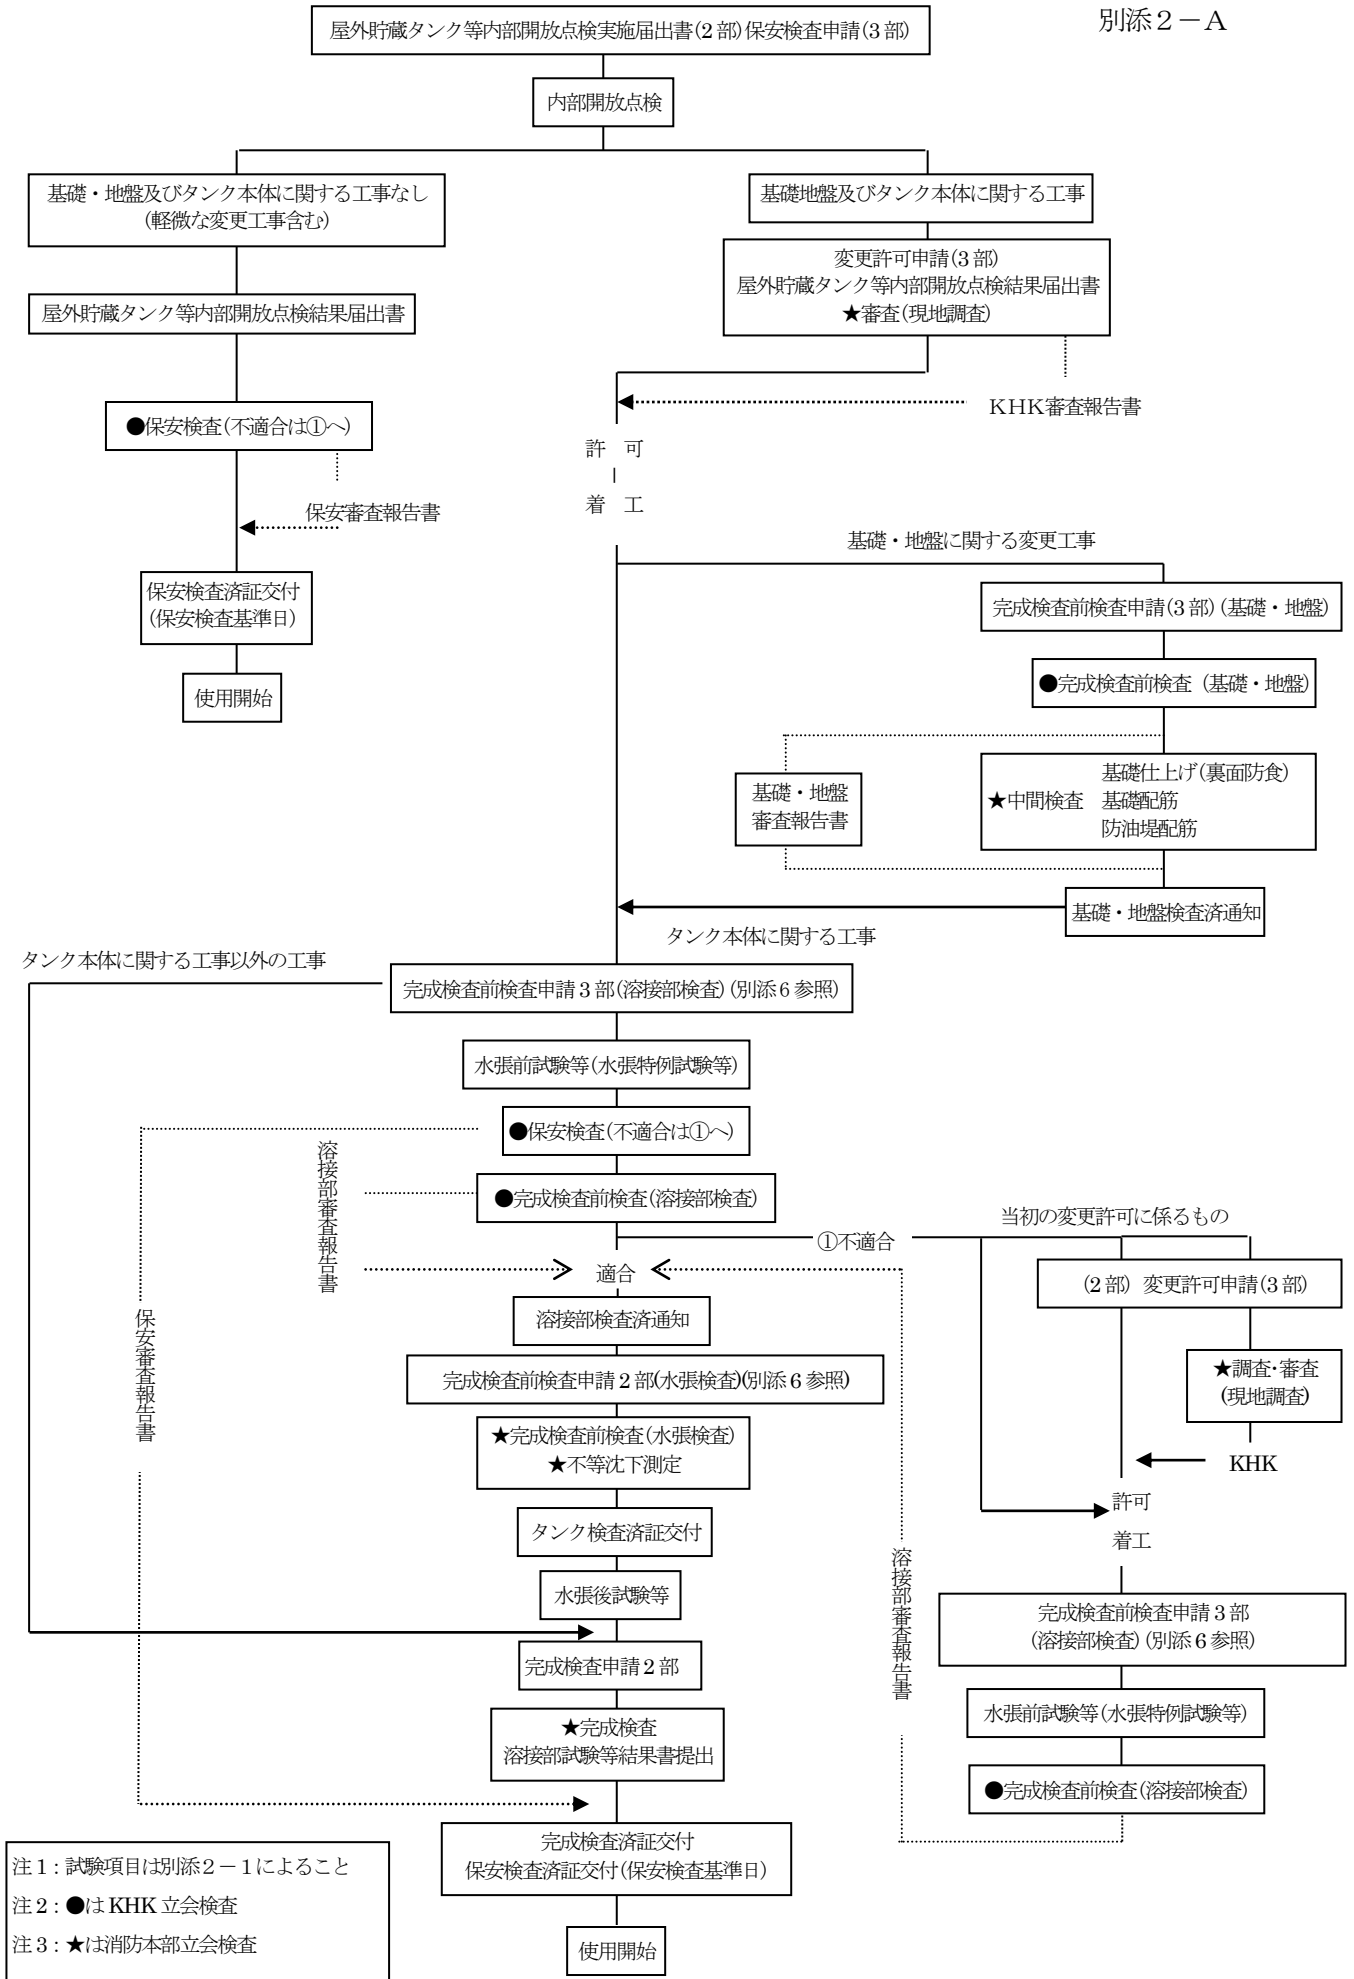 別添２－A
屋外貯蔵タンク等内部開放点検実施届出書(2部)保安検査申請(3部)
内部開放点検
基礎・地盤及びタンク本体に関する工事なし
(軽微な変更工事含む)
屋外貯蔵タンク等内部開放点検結果届出書
●保安検査(不適合は①へ)
保安審査報告書
保安検査済証交付
(保安検査基準日)
使用開始
基礎地盤及びタンク本体に関する工事
変更許可申請(3部)
屋外貯蔵タンク等内部開放点検結果届出書
★審査(現地調査)
ＫＨＫ審査報告書
許　可
着　工
基礎・地盤に関する変更工事
完成検査前検査申請(3部)(基礎・地盤)
●完成検査前検査（基礎・地盤)
基礎・地盤
審査報告書
基礎仕上げ(裏面防食)
★中間検査　基礎配筋
防油堤配筋
基礎・地盤検査済通知
タンク本体に関する工事
タンク本体に関する工事以外の工事
完成検査前検査申請3部(溶接部検査)(別添6参照)
水張前試験等(水張特例試験等)
●保安検査(不適合は①へ)
溶接部審査報告書
●完成検査前検査(溶接部検査)
当初の変更許可に係るもの
①不適合
適合
(2部) 変更許可申請(3部)
溶接部検査済通知
保安審査報告書
★調査・審査
(現地調査)
完成検査前検査申請2部(水張検査)(別添6参照)
★完成検査前検査(水張検査)
★不等沈下測定
KHK
許可
着工
タンク検査済証交付
溶接部審査報告書
水張後試験等
完成検査前検査申請3部
(溶接部検査)(別添6参照)
完成検査申請2部
水張前試験等(水張特例試験等)
★完成検査
溶接部試験等結果書提出
●完成検査前検査(溶接部検査)
完成検査済証交付
保安検査済証交付(保安検査基準日)
使用開始
注1：試験項目は別添２－１によること
注2：●はKHK立会検査
注3：★は消防本部立会検査